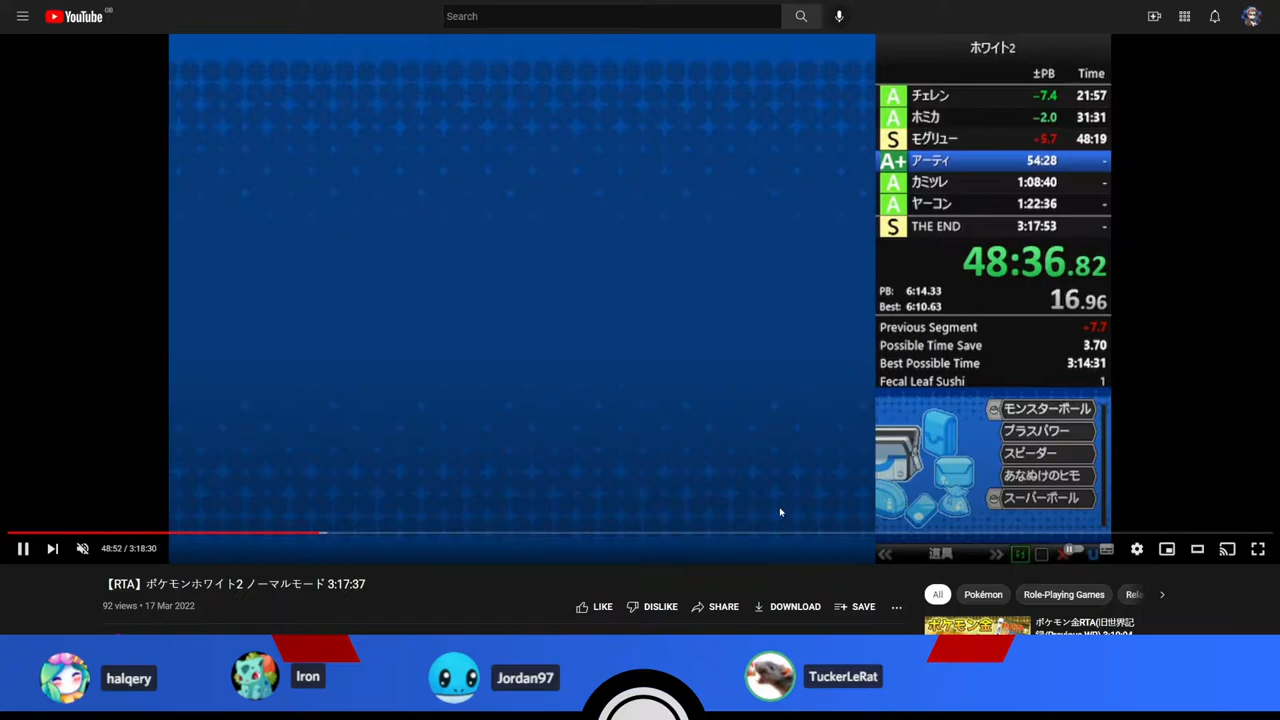 YouTube GB
Search
ホワイト2
±PB Time
A チェレン -7.4 21:57
A ホミカ -2.0 31:31
S モグリュー +5.7 48:19
A+ アーティ 54:28 -
A カミツレ 1:08:40 -
A ヤーコン 1:22:36 -
S THE END 3:17:53 -
48:36.82
PB: 6:14.33
Best: 6:10.63
16.96
Previous Segment +7.7
Possible Time Save 3.70
Best Possible Time 3:14:31
Fecal Leaf Sushi 1
モンスターボール
プラスパワー
スピーダー
あなぬけのヒモ
スーパーボール
道具
48:52 / 3:18:30
【RTA】ポケモンホワイト2 ノーマルモード 3:17:37
92 views • 17 Mar 2022
LIKE DISLIKE SHARE DOWNLOAD SAVE
All Pokémon Role-Playing Games
ポケモン金
ポケモン金RTA(旧世界記
halqery
Iron
Jordan97
TuckerLeRat